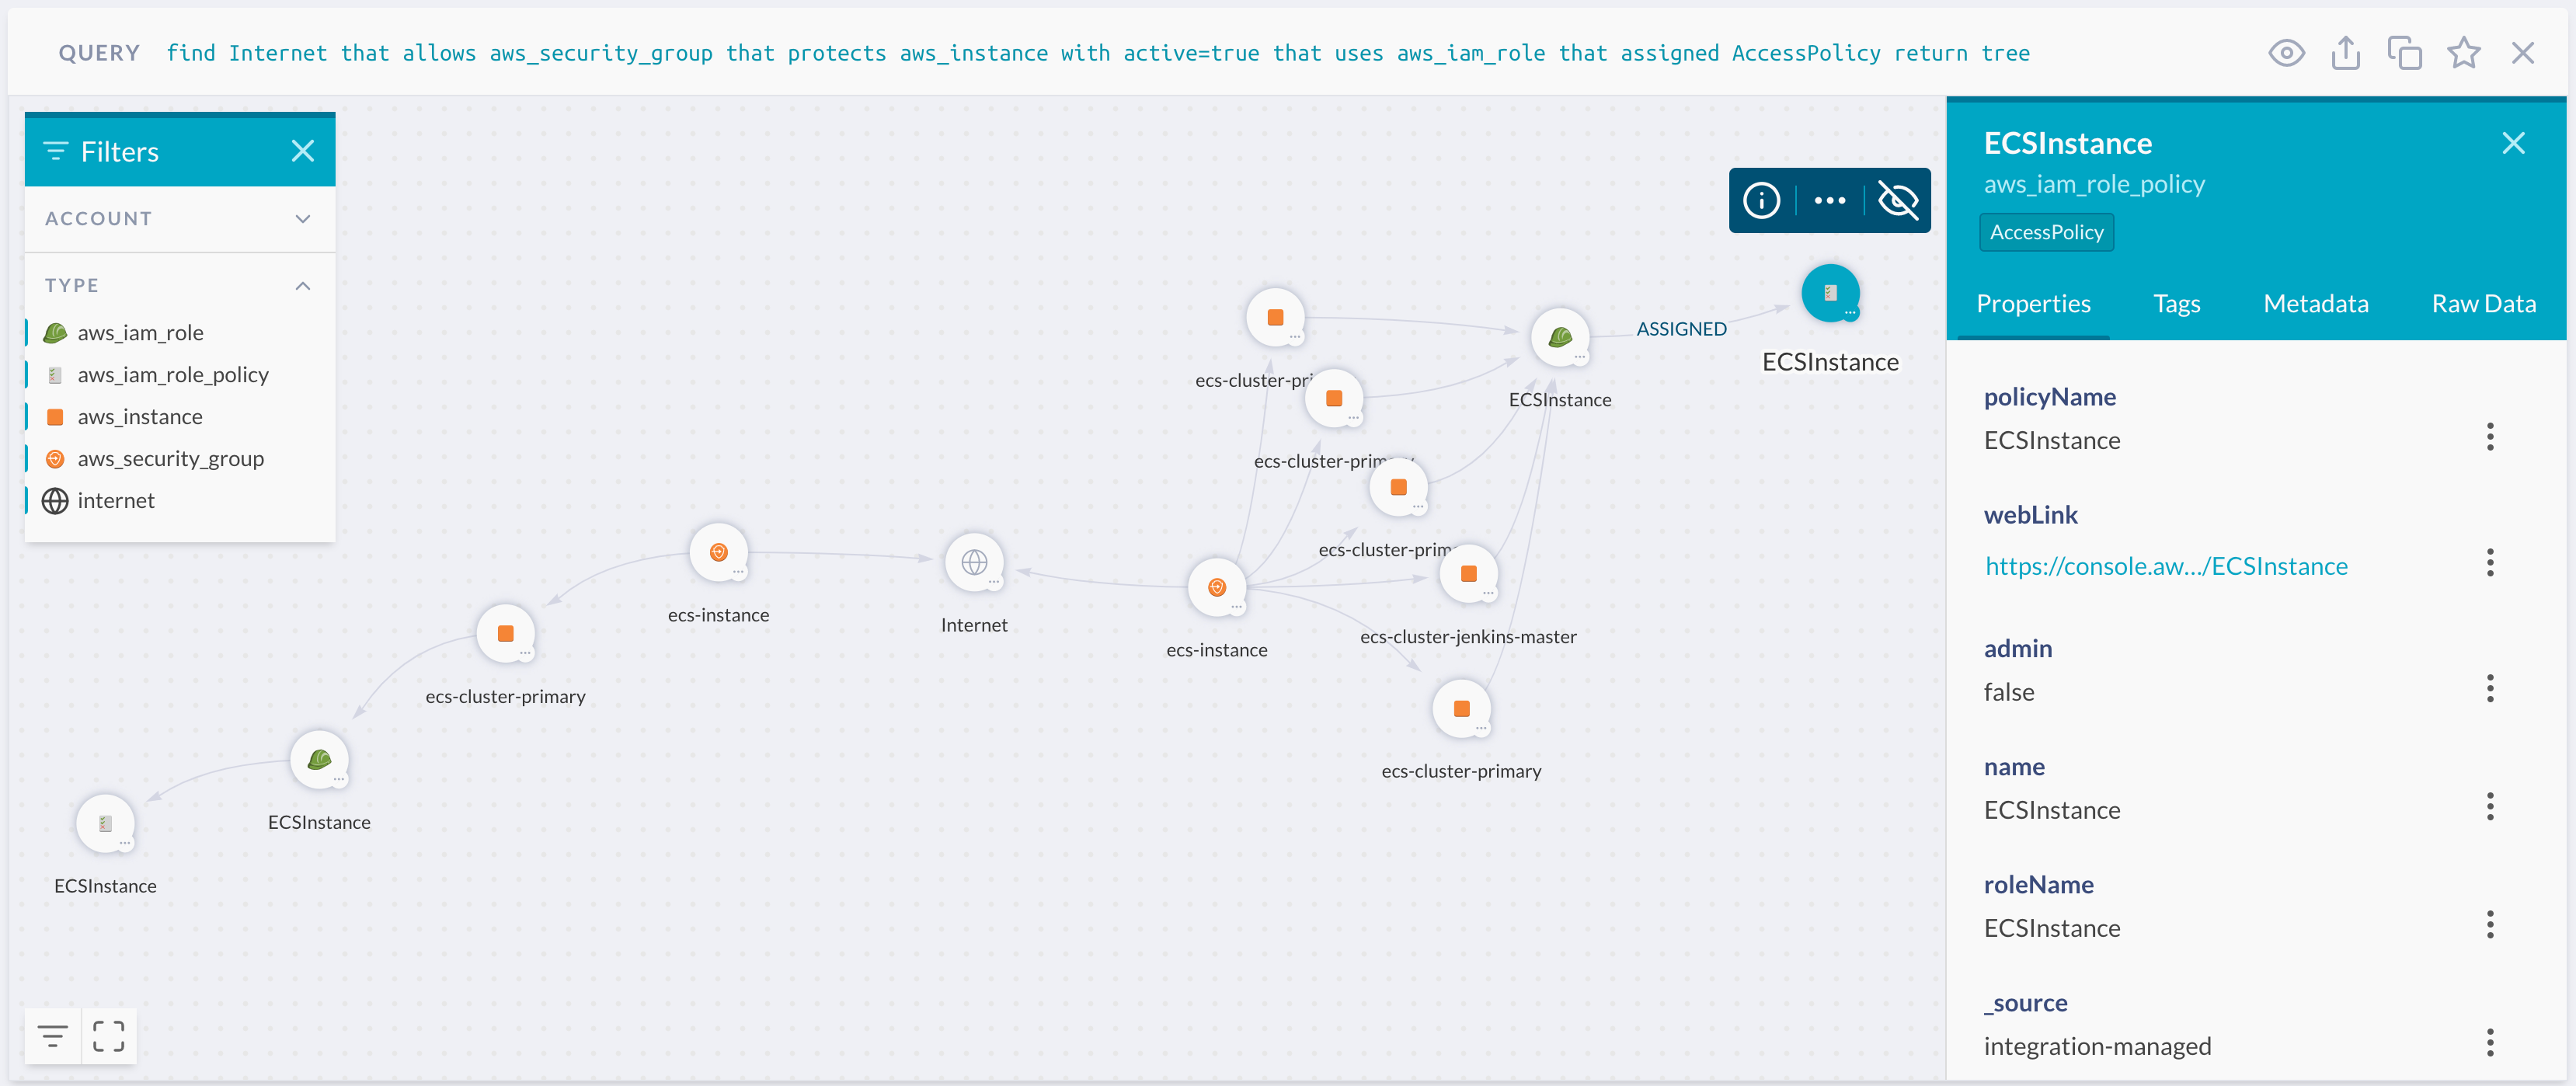 QUERY find Internet that allows aws_security_group that protects aws_instance with active=true that uses aws_iam_role that assigned AccessPolicy return tree
Filters
ACCOUNT
TYPE
aws_iam_role
aws_iam_role_policy
aws_instance
aws_security_group
internet
ASSIGNED
ECSInstance
ecs-cluster-pri
ECSInstance
ecs-cluster-primary
ecs-cluster-prim
ecs-instance
Internet
ecs-instance
ecs-cluster-jenkins-master
ecs-cluster-primary
ecs-cluster-primary
ECSInstance
ECSInstance
ECSInstance
aws_iam_role_policy
AccessPolicy
Properties Tags Metadata Raw Data
policyName
ECSInstance
webLink
https://console.aw.../ECSInstance
admin
false
name
ECSInstance
roleName
ECSInstance
_source
integration-managed